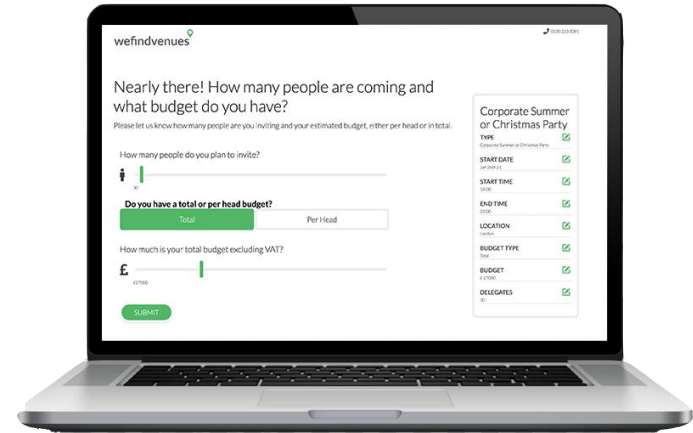 wefindvenues
Nearly there! How many people are coming and
what budget do you have?
Please let us know how many people are you inviting and your estimated budget, either per head or in total.
How many people do you plan to invite?
30
Do you have a total or per head budget?
Total
Per Head
How much is your total budget excluding VAT?
£
£27000
SUBMIT
Corporate Summer
or Christmas Party
TYPE
Corporate Summer or Christmas Party
START DATE
START TIME
END TIME
LOCATION
London
BUDGET TYPE
Total
BUDGET
£ 27000
DELEGATES
30